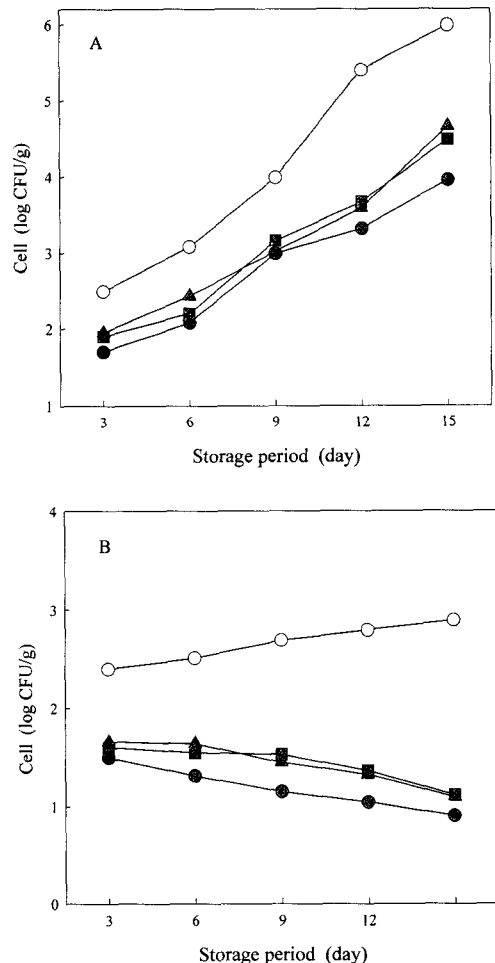 A
6
5
4
3
2
1
Cell (log CFU/g)
3 6 9 12 15
Storage period (day)
B
4
3
2
1
0
Cell (log CFU/g)
3 6 9 12
Storage period (day)